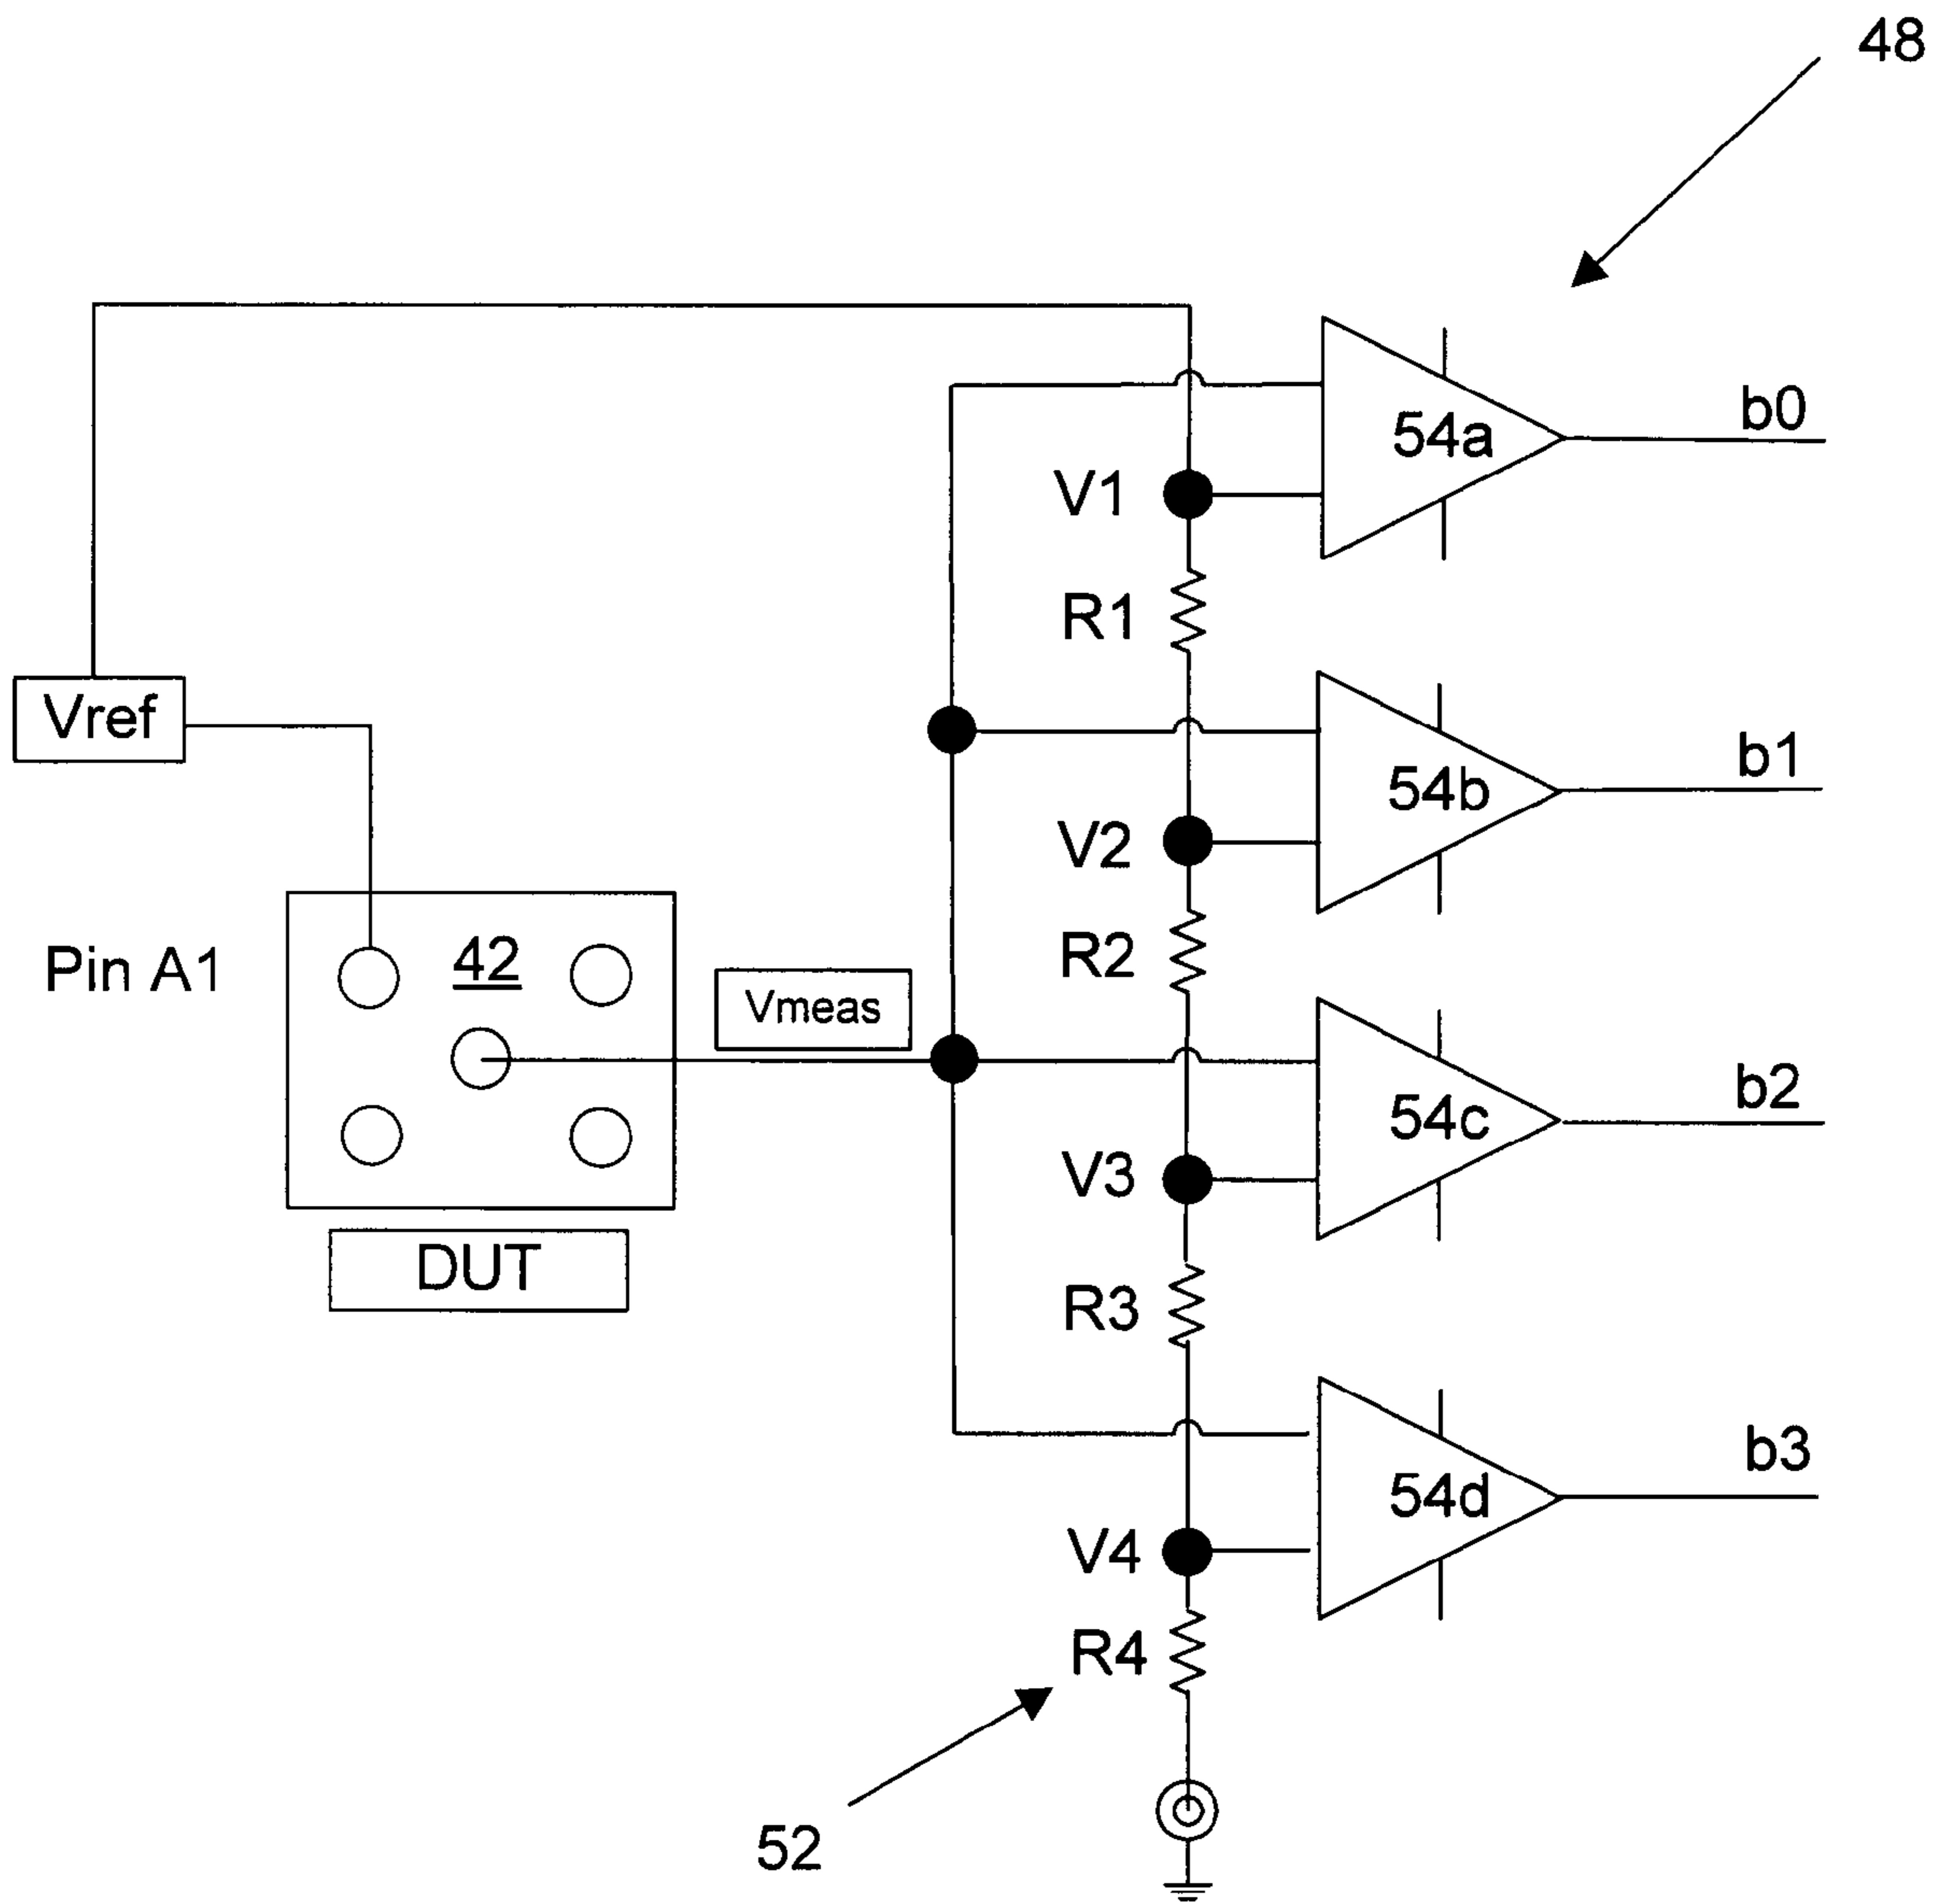 48
b0
54a
V1
R1
Vref
b1
54b
V2
Pin A1
42
R2
Vmeas
b2
54c
V3
DUT
R3
b3
54d
V4
R4
52